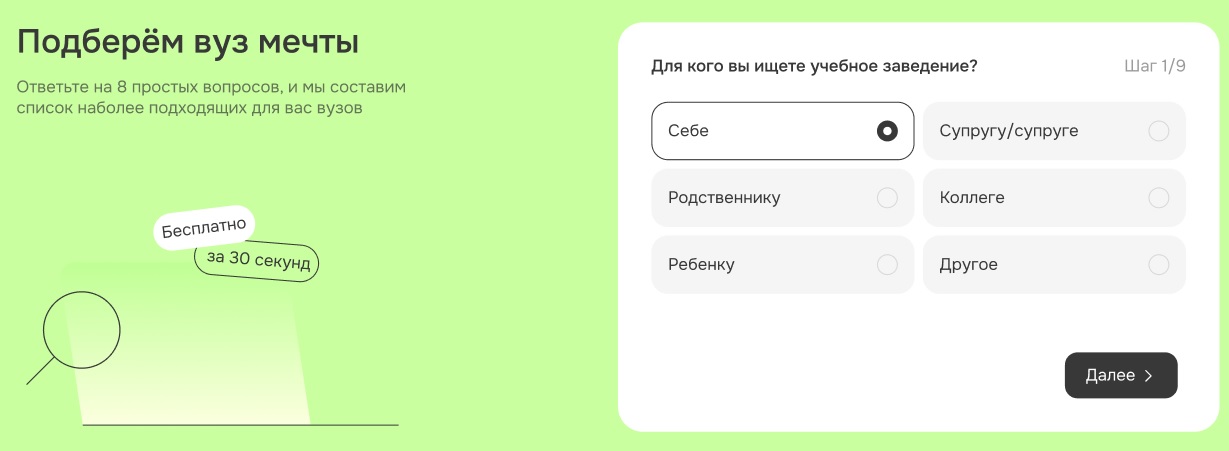 Подберём вуз мечты
Ответьте на 8 простых вопросов, и мы составим
список наболее подходящих для вас вузов
Бесплатно
за 30 секунд
Для кого вы ищете учебное заведение?
Шаг 1/9
Себе
Супругу/супруге
Родственнику
Коллеге
Ребенку
Другое
Далее